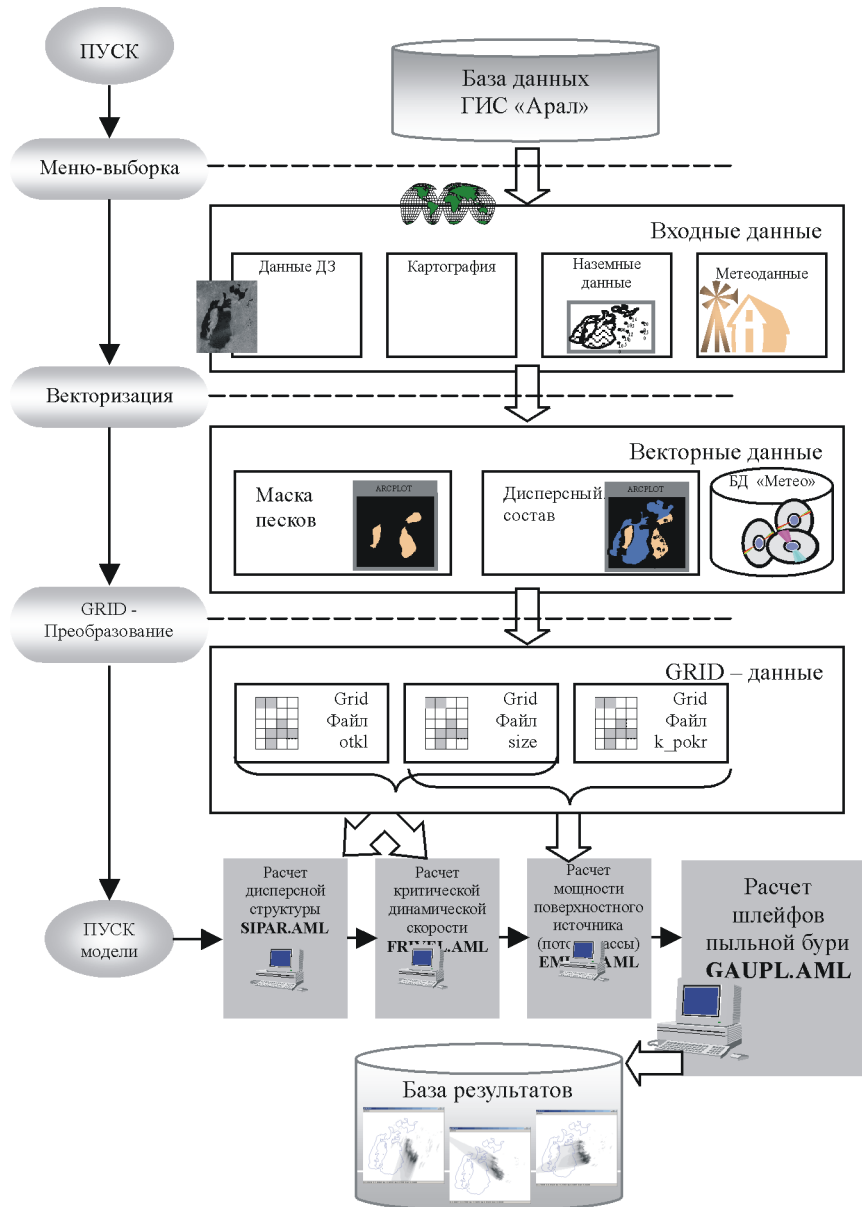 ПУСК
База данных
ГИС «Арал»
Меню-выборка
Входные данные
Данные ДЗ
Картография
Наземные
данные
Метеоданные
Векторизация
Векторные данные
Маска
песков
ARCPLOT
Дисперсный
состав
ARCPLOT
БД «Метео»
GRID -
Преобразование
GRID – данные
Grid
Файл
otkl
Grid
Файл
size
Grid
Файл
k_pokr
ПУСК
модели
Расчет
дисперсной
структуры
SIPAR.AML
Расчет
критической
динамической
скорости
FRIVEL.AML
Расчет
мощности
поверхностного
источника
Расчет
шлейфов
пыльной бури
GAUPL.AML
База результатов